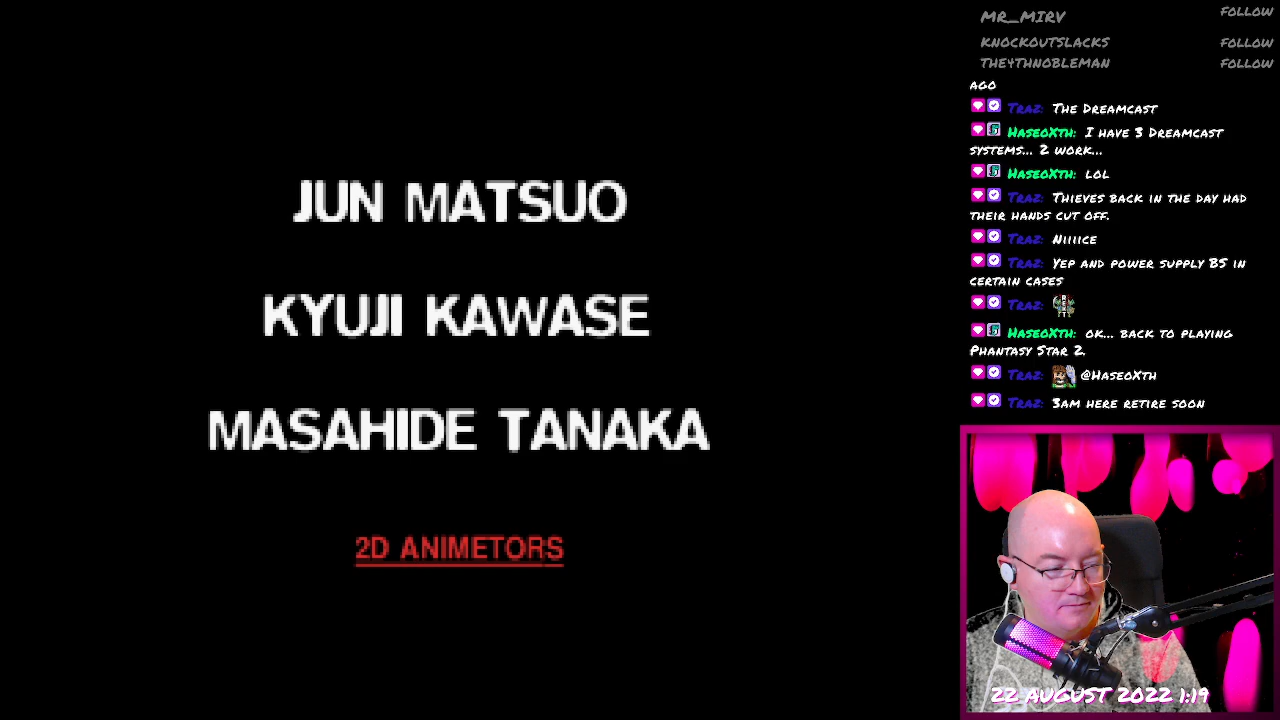 JUN MATSUO
KYUJI KAWASE
MASAHIDE TANAKA
2D ANIMETORS
MR_MIRV FOLLOW
KNOCKOUTSLACKS FOLLOW
THE4THNOBLEMAN FOLLOW
AGO
TRAZ: THE DREAMCAST
HASEOXTH: I HAVE 3 DREAMCAST
SYSTEMS... 2 WORK...
HASEOXTH: LOL
TRAZ: THIEVES BACK IN THE DAY HAD
THEIR HANDS CUT OFF.
TRAZ: NIIIICE
TRAZ: YEP AND POWER SUPPLY BS IN
CERTAIN CASES
TRAZ:
HASEOXTH: OK... BACK TO PLAYING
PHANTASY STAR 2.
TRAZ: @HASEOXTH
TRAZ: 3AM HERE RETIRE SOON
22 AUGUST 2022 1:19